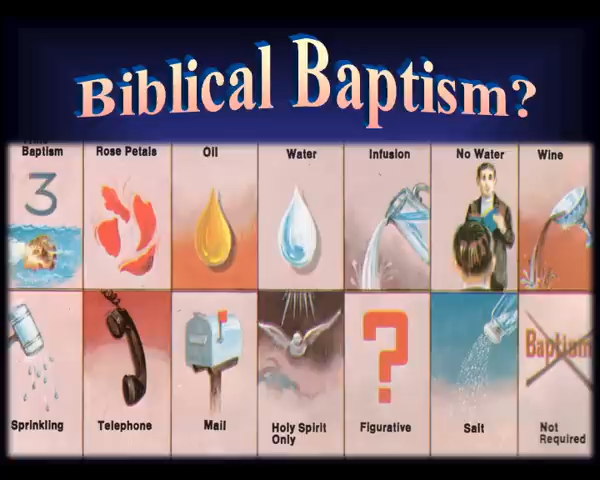 Biblical Baptism?
Baptism
Rose Petals
Oil
Water
Infusion
No Water
Wine
3
Sprinkling
Telephone
Mail
Holy Spirit
Only
?
Figurative
Salt
Baptism
Not
Required